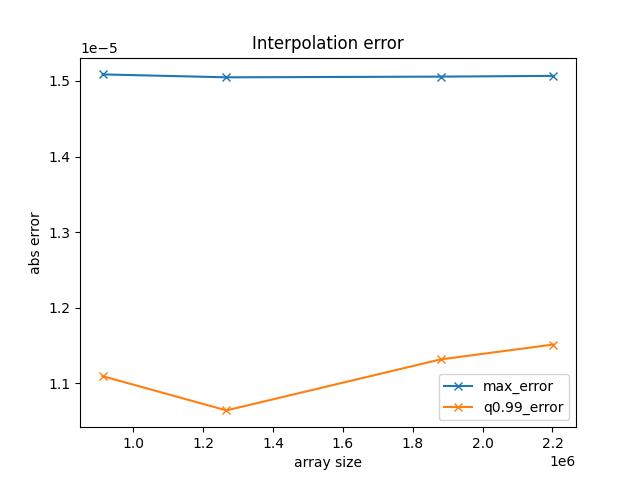 Interpolation error
1e−5
1.5
1.4
1.3
1.2
1.1
abs error
max_error
q0.99_error
1.0 1.2 1.4 1.6 1.8 2.0 2.2
array size
1e6